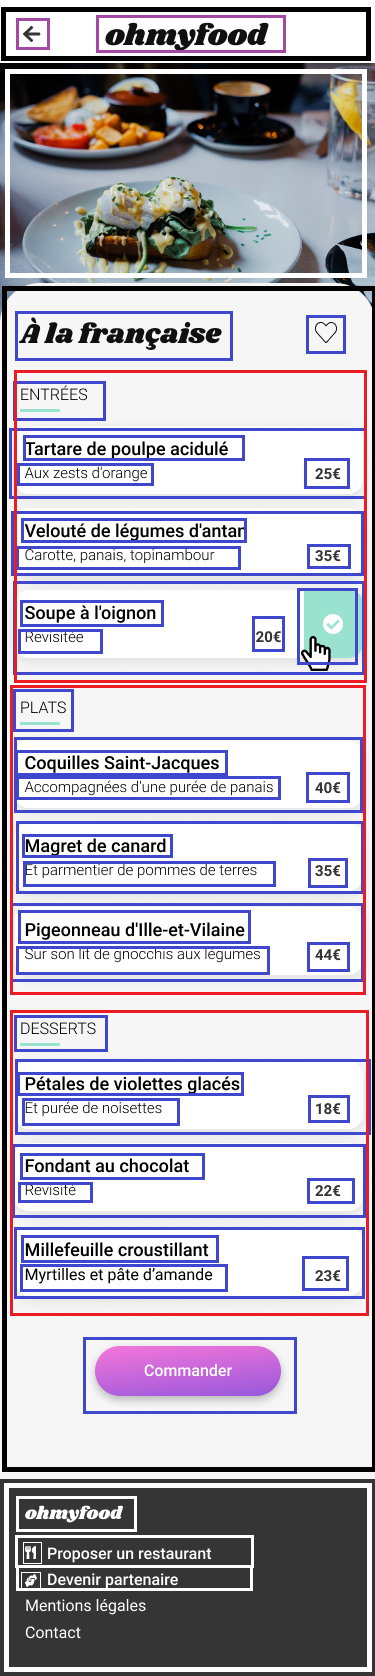 ohmyfood
À la française
ENTRÉES
Tartare de poulpe acidulé
Aux zests d'orange
25€
Velouté de légumes d'antan
Carotte, panais, topinambour
35€
Soupe à l'oignon
Revisitée
20€
PLATS
Coquilles Saint-Jacques
Accompagnées d'une purée de panais
40€
Magret de canard
Et parmentier de pommes de terres
35€
Pigeonneau d'Ille-et-Vilaine
Sur son lit de gnocchis aux légumes
44€
DESSERTS
Pétales de violettes glacés
Et purée de noisettes
18€
Fondant au chocolat
Revisité
22€
Millefeuille croustillant
Myrtilles et pâte d’amande
23€
Commander
ohmyfood
Proposer un restaurant
Devenir partenaire
Mentions légales
Contact